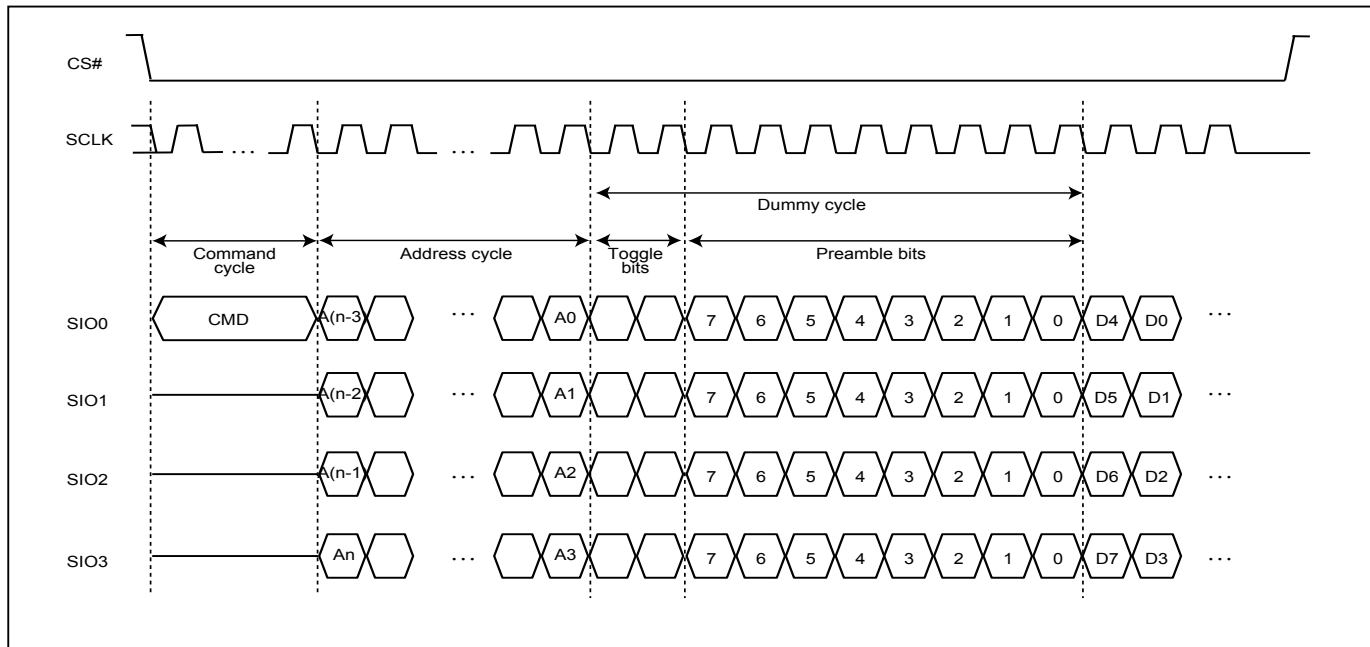 CS#
SCLK
...
...
Dummy cycle
Command
cycle
Address cycle
Toggle
bits
Preamble bits
SIO0 CMD A(n-3) ... A0 7 6 5 4 3 2 1 0 D4 D0 ...
SIO1 A(n-2) ... A1 7 6 5 4 3 2 1 0 D5 D1 ...
SIO2 A(n-1) ... A2 7 6 5 4 3 2 1 0 D6 D2 ...
SIO3 An ... A3 7 6 5 4 3 2 1 0 D7 D3 ...